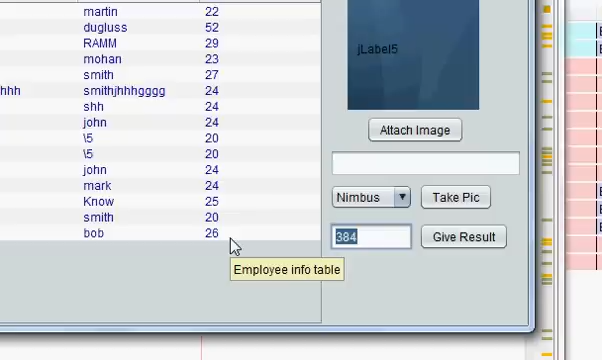 martin 22
dugluss 52
RAMM 29
mohan 23
smith 27
hhh smithjhhhgggg 24
shh 24
john 24
\5 20
\5 20
john 24
mark 24
Know 25
smith 20
bob 26
jLabel5
Attach Image
Nimbus Take Pic
384 Give Result
Employee info table